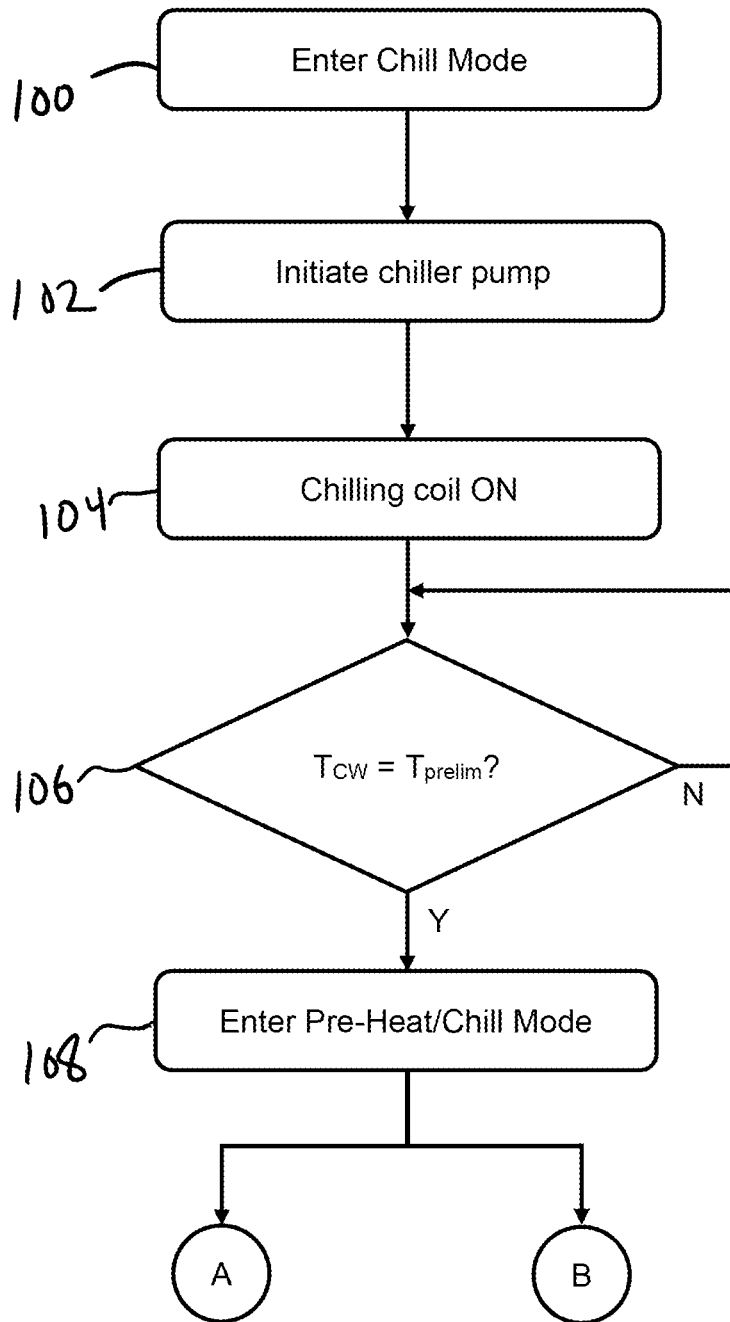 Enter Chill Mode
100
Initiate chiller pump
102
Chilling coil ON
104
TCW = Tprelim?
106
N
Y
Enter Pre-Heat/Chill Mode
108
A
B